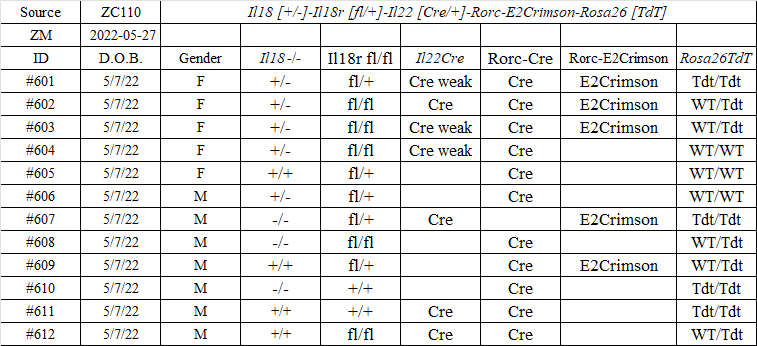 Source ZC110 Il18 [+/-]-Il18r [fl/+]-Il22 [Cre/+]-Rorc-E2Crimson-Rosa26 [TdT]
ZM 2022-05-27
ID D.O.B. Gender Il18-/- Il18r fl/fl Il22Cre Rorc-Cre Rorc-E2Crimson Rosa26TdT
#601 5/7/22 F +/- fl/+ Cre weak Cre E2Crimson Tdt/Tdt
#602 5/7/22 F +/- fl/fl Cre Cre E2Crimson WT/Tdt
#603 5/7/22 F +/- fl/fl Cre weak Cre E2Crimson WT/Tdt
#604 5/7/22 F +/- fl/fl Cre weak Cre WT/WT
#605 5/7/22 F +/+ fl/fl Cre WT/WT
#606 5/7/22 M +/- fl/+ Cre WT/WT
#607 5/7/22 M -/- fl/+ Cre E2Crimson Tdt/Tdt
#608 5/7/22 M -/- fl/fl Cre WT/Tdt
#609 5/7/22 M +/+ fl/+ Cre E2Crimson WT/Tdt
#610 5/7/22 M -/- +/+ Cre Tdt/Tdt
#611 5/7/22 M +/+ +/+ Cre Cre Tdt/Tdt
#612 5/7/22 M +/+ fl/fl Cre Cre WT/Tdt